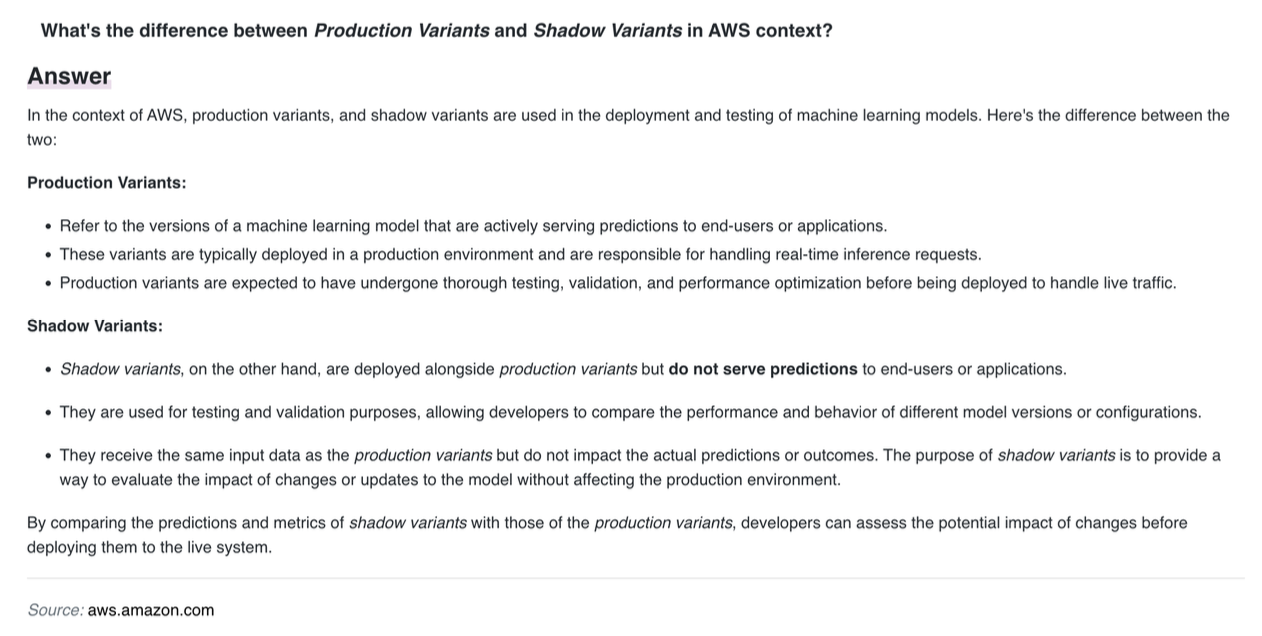 What's the difference between Production Variants and Shadow Variants in AWS context?
Answer
In the context of AWS, production variants, and shadow variants are used in the deployment and testing of machine learning models. Here's the difference between the
two:
Production Variants:
• Refer to the versions of a machine learning model that are actively serving predictions to end-users or applications.
• These variants are typically deployed in a production environment and are responsible for handling real-time inference requests.
• Production variants are expected to have undergone thorough testing, validation, and performance optimization before being deployed to handle live traffic.
Shadow Variants:
• Shadow variants, on the other hand, are deployed alongside production variants but do not serve predictions to end-users or applications.
• They are used for testing and validation purposes, allowing developers to compare the performance and behavior of different model versions or configurations.
• They receive the same input data as the production variants but do not impact the actual predictions or outcomes. The purpose of shadow variants is to provide a
way to evaluate the impact of changes or updates to the model without affecting the production environment.
By comparing the predictions and metrics of shadow variants with those of the production variants, developers can assess the potential impact of changes before
deploying them to the live system.
Source: aws.amazon.com